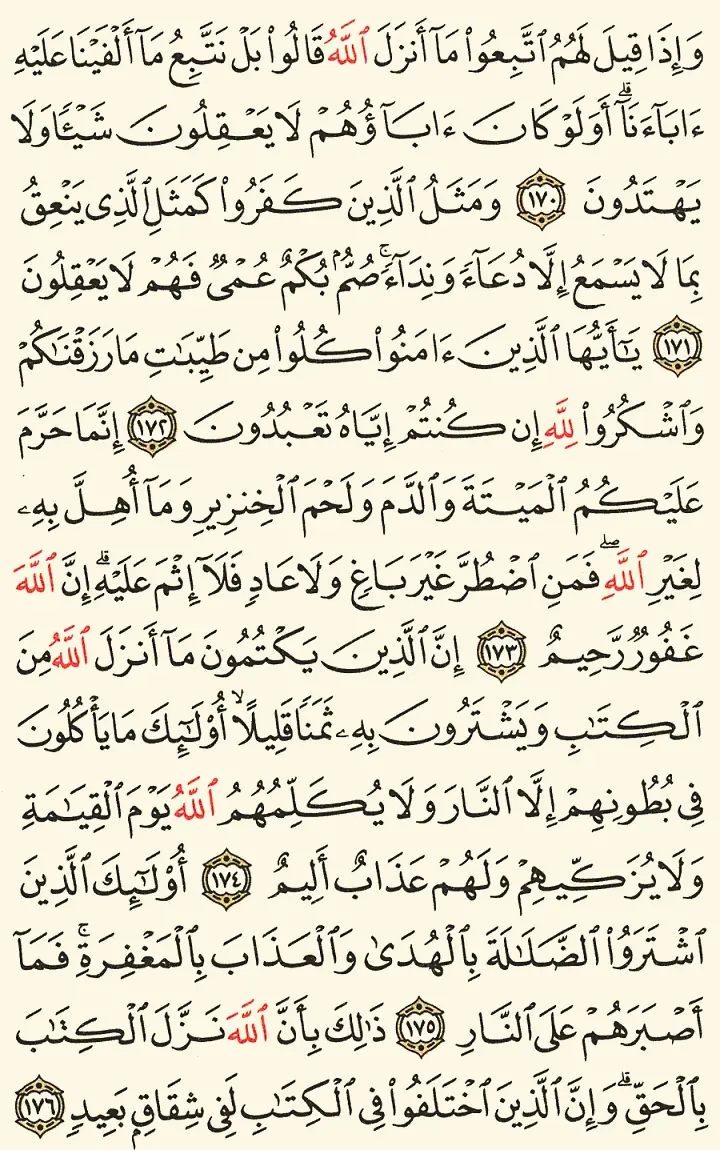 وَإِذَا قِيلَ لَهُمُ ٱتَّبِعُوا۟ مَآ أَنزَلَ ٱللَّهُ قَالُوا۟ بَلْ نَتَّبِعُ مَآ أَلْفَيْنَا عَلَيْهِ
ءَابَآءَنَآ ۗ أَوَلَوْ كَانَ ءَابَآؤُهُمْ لَا يَعْقِلُونَ شَيْـًٔا وَلَا
يَهْتَدُونَ ١٧٠ وَمَثَلُ ٱلَّذِينَ كَفَرُوا۟ كَمَثَلِ ٱلَّذِى يَنْعِقُ
بِمَا لَا يَسْمَعُ إِلَّا دُعَآءً وَنِدَآءً ۚ صُمٌّۢ بُكْمٌ عُمْىٌ فَهُمْ لَا يَعْقِلُونَ
١٧١ يَـٰٓأَيُّهَا ٱلَّذِينَ ءَامَنُوا۟ كُلُوا۟ مِن طَيِّبَـٰتِ مَا رَزَقْنَـٰكُمْ
وَٱشْكُرُوا۟ لِلَّهِ إِن كُنتُمْ إِيَّاهُ تَعْبُدُونَ ١٧٢ إِنَّمَا حَرَّمَ
عَلَيْكُمُ ٱلْمَيْتَةَ وَٱلدَّمَ وَلَحْمَ ٱلْخِنزِيرِ وَمَآ أُهِلَّ بِهِۦ
لِغَيْرِ ٱللَّهِ ۖ فَمَنِ ٱضْطُرَّ غَيْرَ بَاغٍ وَلَا عَادٍ فَلَآ إِثْمَ عَلَيْهِ ۗ إِنَّ ٱللَّهَ
غَفُورٌ رَّحِيمٌ ١٧٣ إِنَّ ٱلَّذِينَ يَكْتُمُونَ مَآ أَنزَلَ ٱللَّهُ مِنَ
ٱلْكِتَـٰبِ وَيَشْتَرُونَ بِهِۦ ثَمَنًا قَلِيلًا ۙ أُو۟لَـٰٓئِكَ مَا يَأْكُلُونَ
فِى بُطُونِهِمْ إِلَّا ٱلنَّارَ وَلَا يُكَلِّمُهُمُ ٱللَّهُ يَوْمَ ٱلْقِيَـٰمَةِ
وَلَا يُزَكِّيهِمْ وَلَهُمْ عَذَابٌ أَلِيمٌ ١٧٤ أُو۟لَـٰٓئِكَ ٱلَّذِينَ
ٱشْتَرَوُا۟ ٱلضَّلَـٰلَةَ بِٱلْهُدَىٰ وَٱلْعَذَابَ بِٱلْمَغْفِرَةِ ۚ فَمَآ
أَصْبَرَهُمْ عَلَى ٱلنَّارِ ١٧٥ ذَٰلِكَ بِأَنَّ ٱللَّهَ نَزَّلَ ٱلْكِتَـٰبَ
بِٱلْحَقِّ ۗ وَإِنَّ ٱلَّذِينَ ٱخْتَلَفُوا۟ فِى ٱلْكِتَـٰبِ لَفِى شِقَاقٍۭ بَعِيدٍ ١٧٦